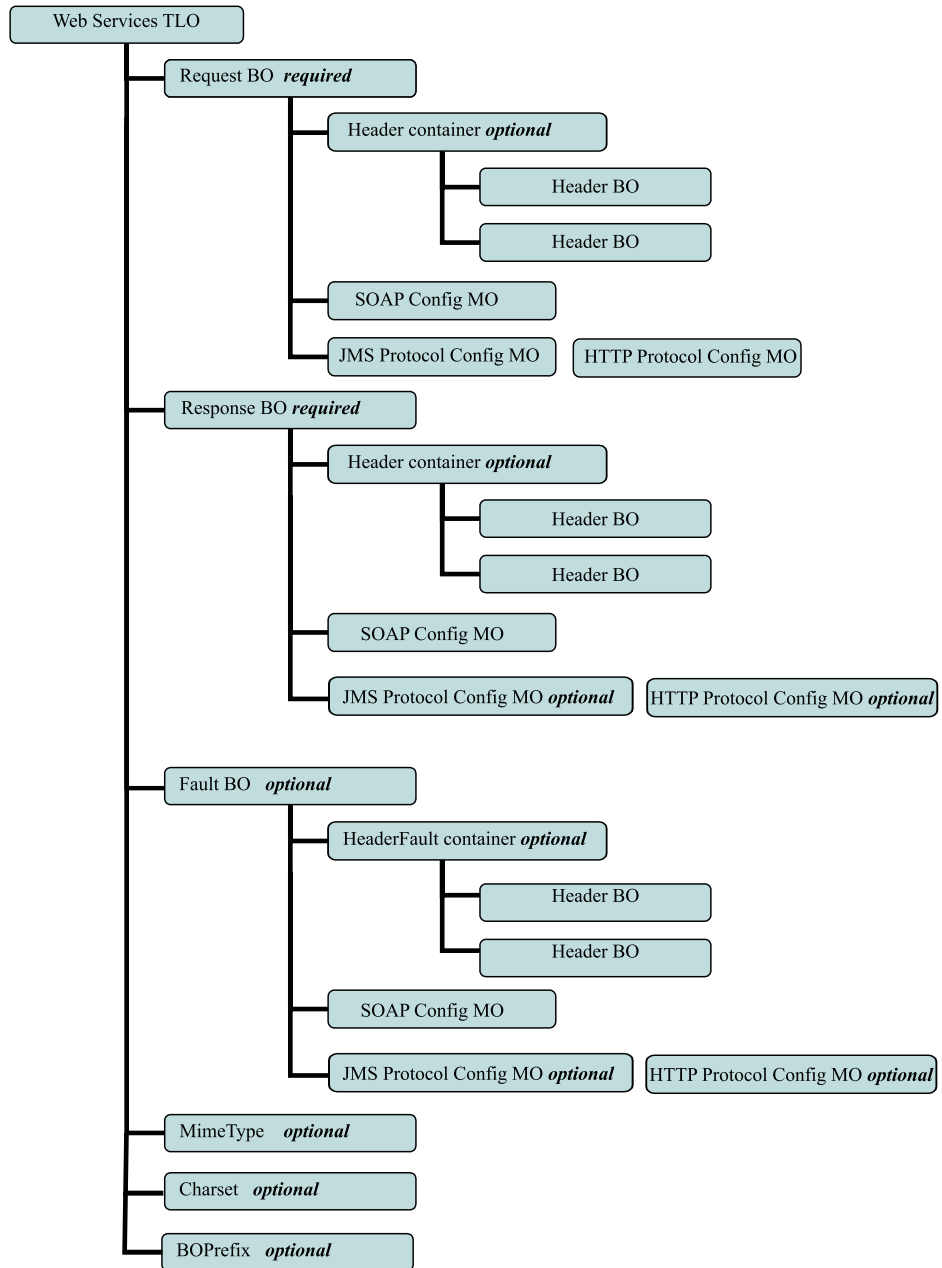 Web Services TLO
Request BO required
Header container optional
Header BO
Header BO
SOAP Config MO
JMS Protocol Config MO
HTTP Protocol Config MO
Response BO required
Header container optional
Header BO
Header BO
SOAP Config MO
JMS Protocol Config MO optional
HTTP Protocol Config MO optional
Fault BO optional
HeaderFault container optional
Header BO
Header BO
SOAP Config MO
JMS Protocol Config MO optional
HTTP Protocol Config MO optional
MimeType optional
Charset optional
BOPrefix optional